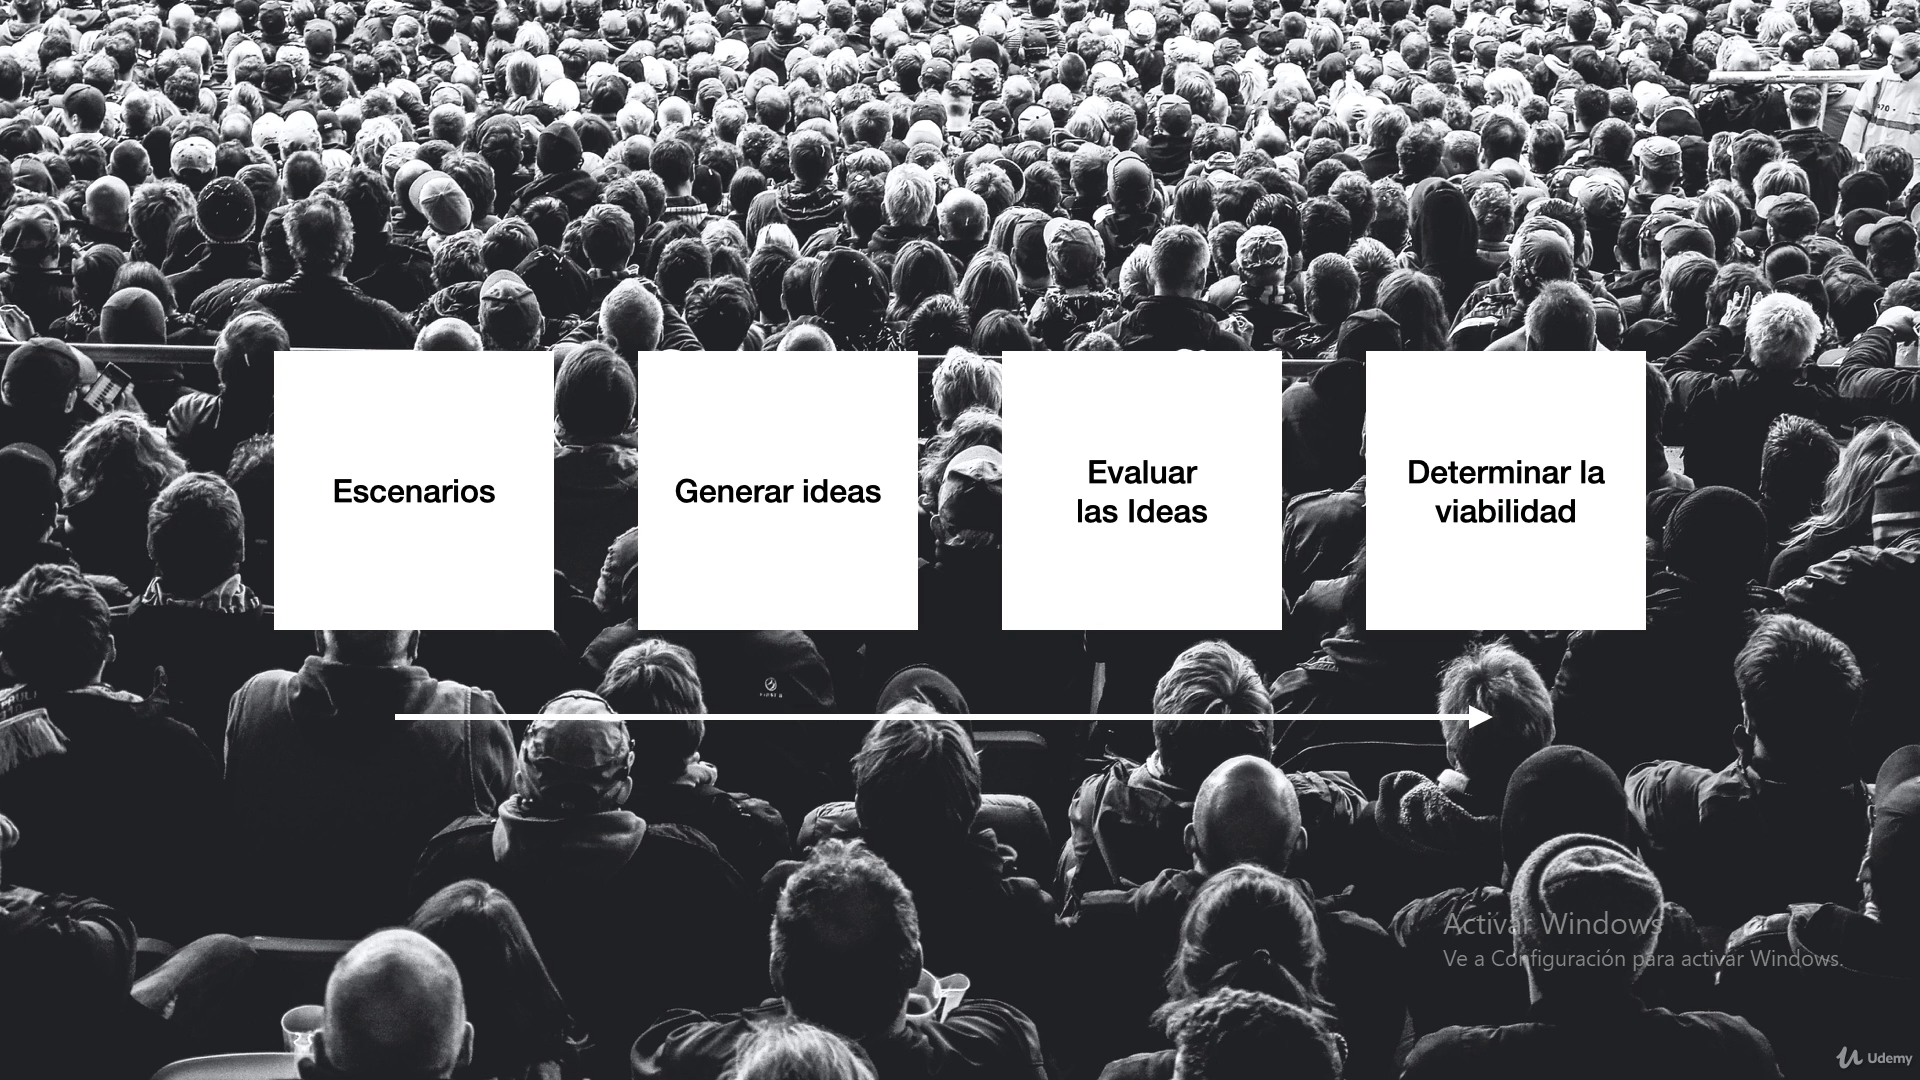 Escenarios
Generar ideas
Evaluar
las Ideas
Determinar la
viabilidad
Activar Windows
Ve a Configuración para activar Windows.
Udemy